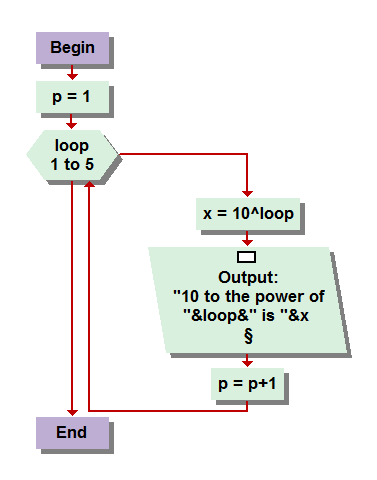 Begin
p = 1
loop
1 to 5
x = 10^loop
Output:
"10 to the power of
"&loop&" is "&x
§
p = p+1
End